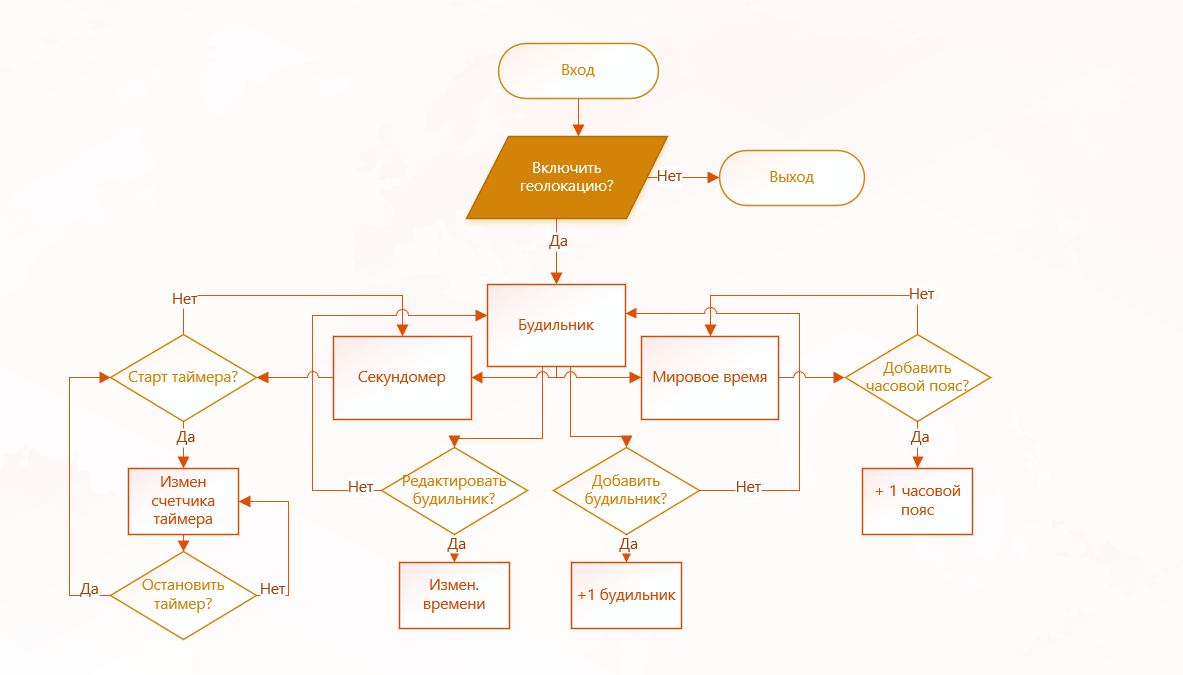 Вход
Включить
геолокацию?
Нет
Выход
Да
Нет
Нет
Будильник
Старт таймера?
Секундомер
Мировое время
Добавить
часовой пояс?
Да
Да
Измен
счетчика
таймера
Нет
Редактировать
будильник?
Добавить
будильник?
Нет
+ 1 часовой
пояс
Да
Да
Да
Остановить
таймер?
Нет
Измен.
времени
+1 будильник